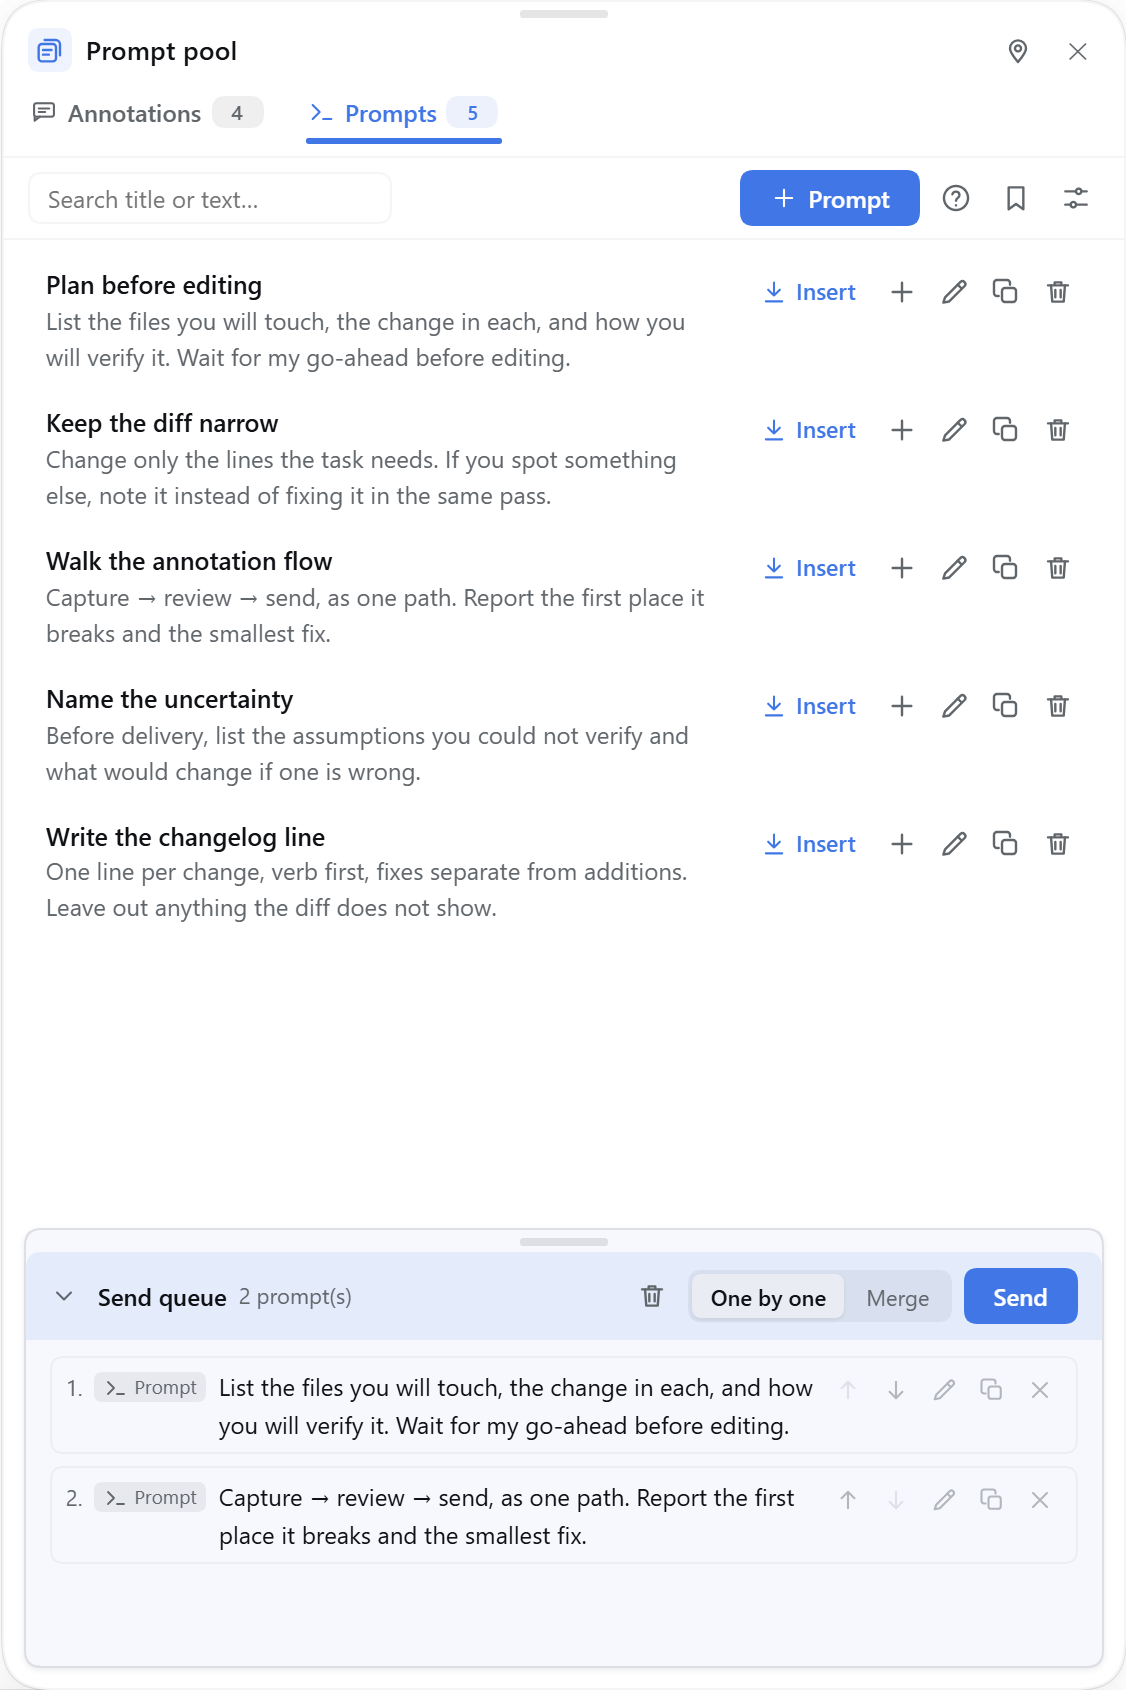 Prompt pool
Annotations 4 Prompts 5
Search title or text...
Prompt
Plan before editing
Insert
List the files you will touch, the change in each, and how you
will verify it. Wait for my go-ahead before editing.
Keep the diff narrow
Insert
Change only the lines the task needs. If you spot something
else, note it instead of fixing it in the same pass.
Walk the annotation flow
Insert
Capture → review → send, as one path. Report the first place it
breaks and the smallest fix.
Name the uncertainty
Insert
Before delivery, list the assumptions you could not verify and
what would change if one is wrong.
Write the changelog line
Insert
One line per change, verb first, fixes separate from additions.
Leave out anything the diff does not show.
Send queue 2 prompt(s) One by one Merge Send
1. Prompt List the files you will touch, the change in each, and how
you will verify it. Wait for my go-ahead before editing.
2. Prompt Capture → review → send, as one path. Report the first
place it breaks and the smallest fix.